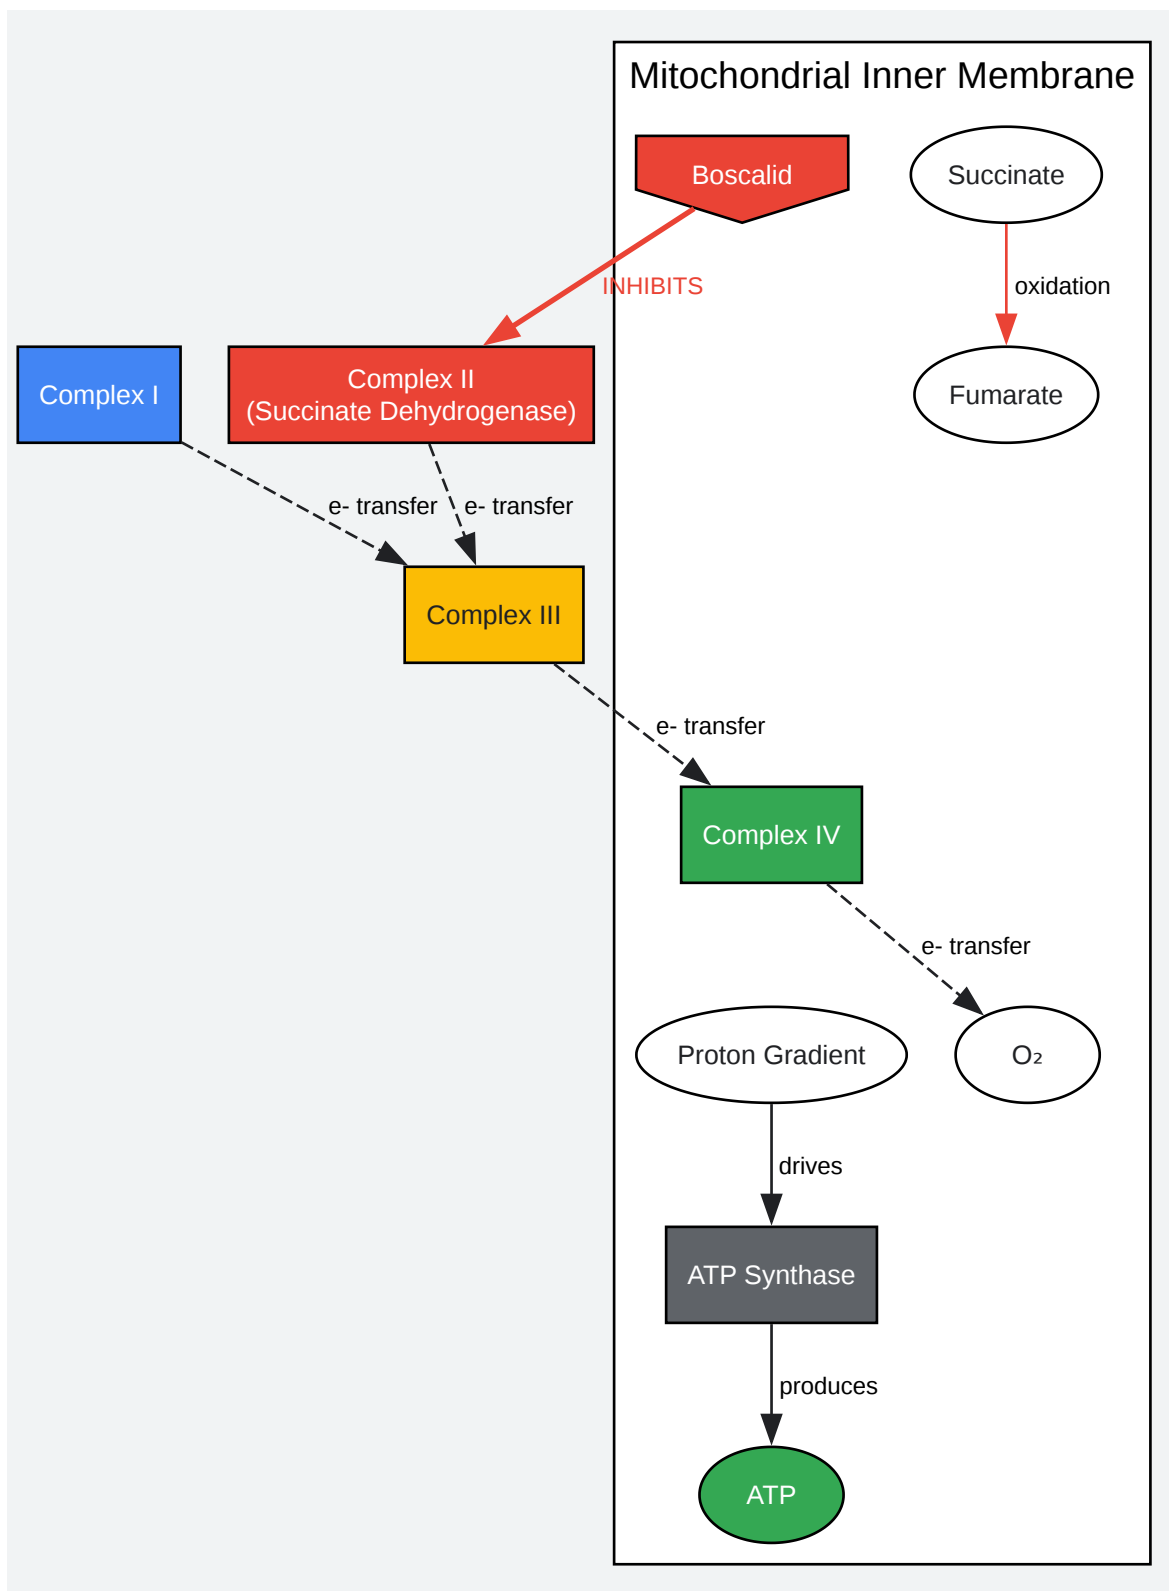 Mitochondrial Inner Membrane
Boscalid
Succinate
INHIBITS
oxidation
Complex I
Complex II
(Succinate Dehydrogenase)
Fumarate
e- transfer
e- transfer
Complex III
e- transfer
Complex IV
e- transfer
Proton Gradient
O₂
drives
ATP Synthase
produces
ATP